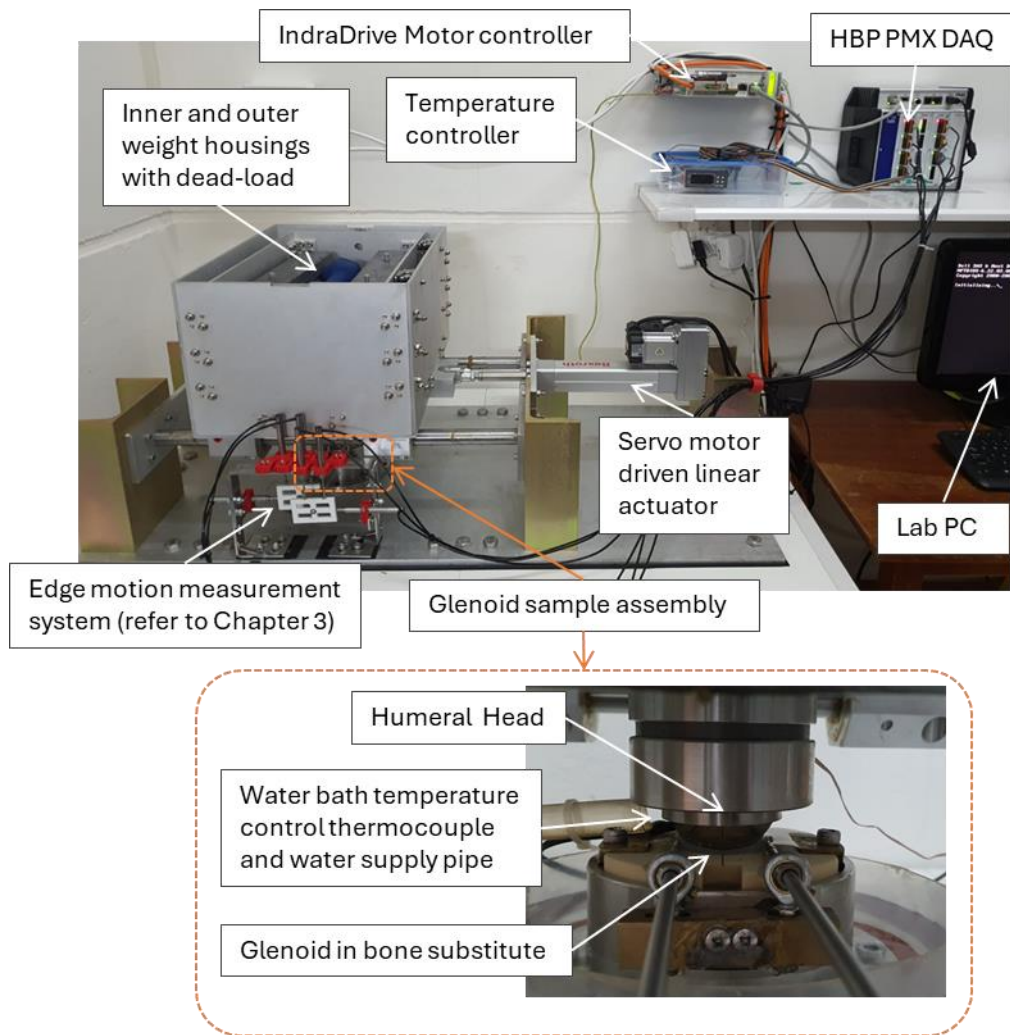 IndraDrive Motor controller
HBP PMX DAQ
Inner and outer
weight housings
with dead-load
Temperature
controller
Rexroth
Servo motor
driven linear
actuator
Lab PC
Edge motion measurement
system (refer to Chapter 3)
Glenoid sample assembly
Humeral Head
Water bath temperature
control thermocouple
and water supply pipe
Glenoid in bone substitute